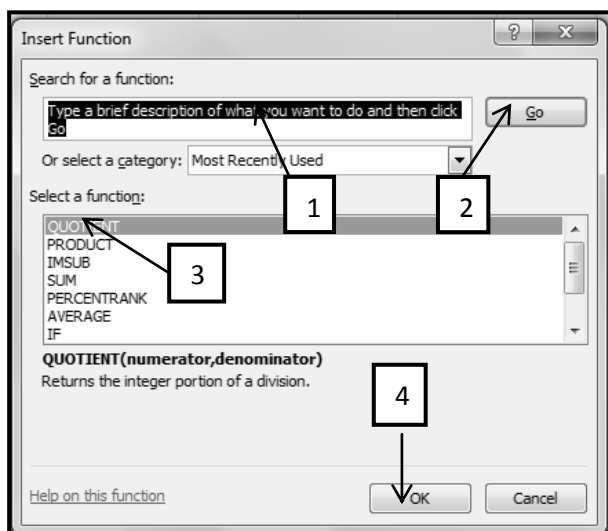 Insert Function
Search for a function:
Type a brief description of what you want to do and then click
Go
Go
Or select a category: Most Recently Used
Select a function:
1
2
QUOTIENT
PRODUCT
IMSUB
SUM
PERCENTRANK
AVERAGE
IF
3
QUOTIENT(numerator,denominator)
Returns the integer portion of a division.
4
Help on this function
OK
Cancel